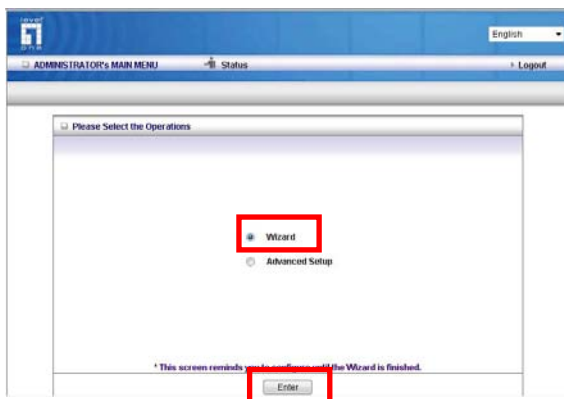 level
one
English
ADMINISTRATOR's MAIN MENU
Status
Logout
Please Select the Operations
Wizard
Advanced Setup
* This screen reminds you to configure until the Wizard is finished.
Enter